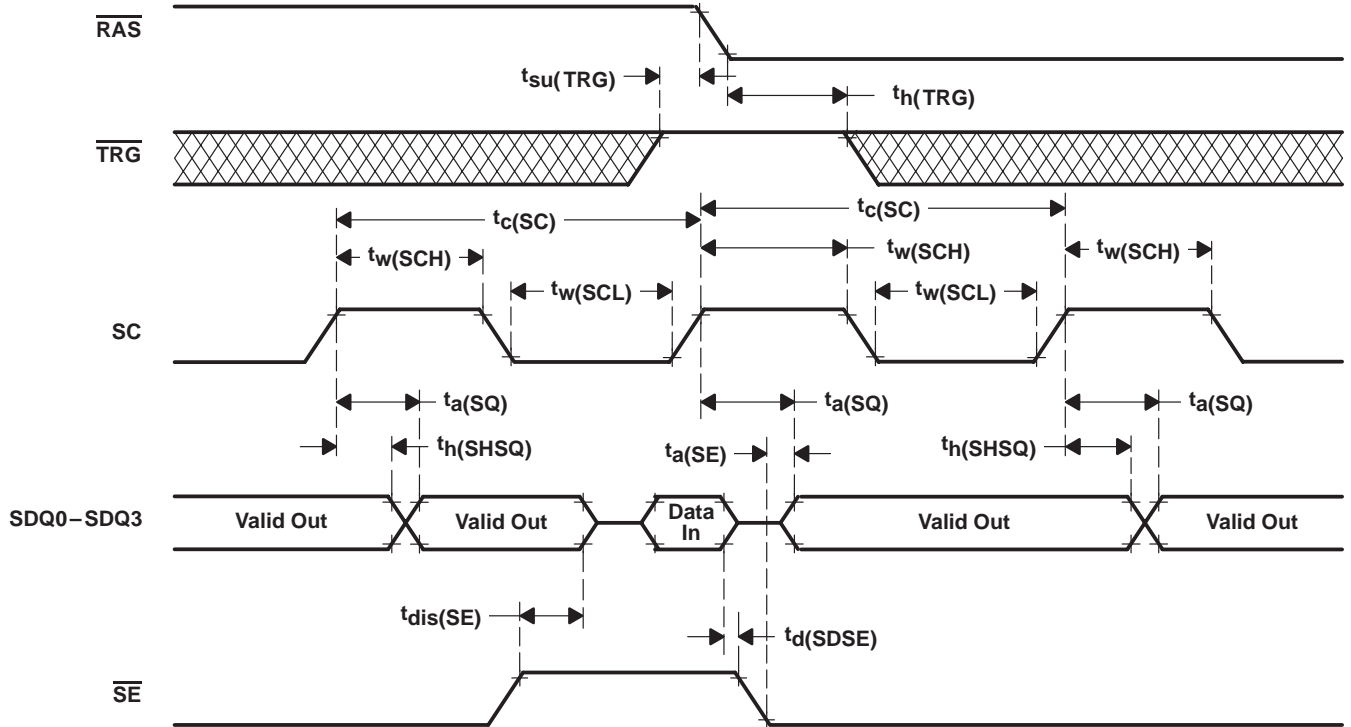 RAS
tsu(TRG)
th(TRG)
TRG
tc(SC)
tc(SC)
tw(SCH)
tw(SCH)
tw(SCH)
tw(SCL)
tw(SCL)
SC
ta(SQ)
ta(SQ)
ta(SQ)
th(SHSQ)
ta(SE)
th(SHSQ)
SDQ0–SDQ3
Valid Out
Valid Out
Data
In
Valid Out
Valid Out
tdis(SE)
td(SDSE)
SE